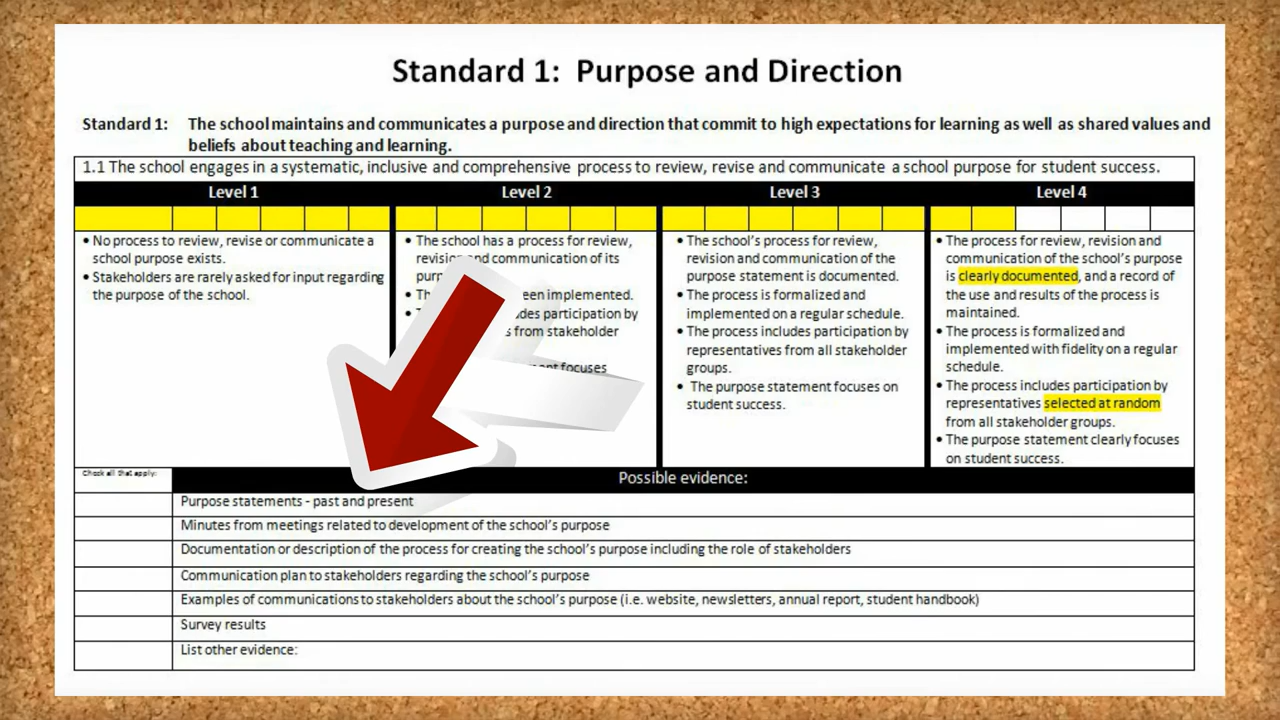 Standard 1: Purpose and Direction
Standard 1: The school maintains and communicates a purpose and direction that commit to high expectations for learning as well as shared values and
beliefs about teaching and learning.
1.1 The school engages in a systematic, inclusive and comprehensive process to review, revise and communicate a school purpose for student success.
Level 1
• No process to review, revise or communicate a
school purpose exists.
• Stakeholders are rarely asked for input regarding
the purpose of the school.
Level 2
• The school has a process for review,
and communication of its
• een implemented.
• participation by
from stakeholder
focuses
Level 3
• The school's process for review,
revision and communication of the
purpose statement is documented.
• The process is formalized and
implemented on a regular schedule.
• The process includes participation by
representatives from all stakeholder
groups.
• The purpose statement focuses on
student success.
Level 4
• The process for review, revision and
communication of the school's purpose
is clearly documented, and a record of
the use and results of the process is
maintained.
• The process is formalized and
implemented with fidelity on a regular
schedule.
• The process includes participation by
representatives selected at random
from all stakeholder groups.
• The purpose statement clearly focuses
on student success.
Check all that apply:
Possible evidence:
Purpose statements - past and present
Minutes from meetings related to development of the school's purpose
Documentation or description of the process for creating the school's purpose including the role of stakeholders
Communication plan to stakeholders regarding the school's purpose
Examples of communications to stakeholders about the school's purpose (i.e. website, newsletters, annual report, student handbook)
Survey results
List other evidence: